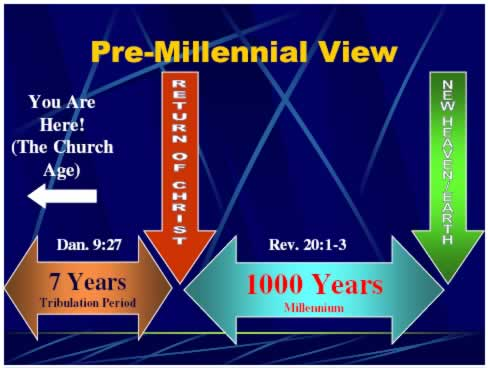 Pre-Millennial View
You Are
Here!
(The Church
Age)
RETURN OF CHRIST
NEW HEAVEN/EARTH
Dan. 9:27
Rev. 20:1-3
7 Years
Tribulation Period
1000 Years
Millennium